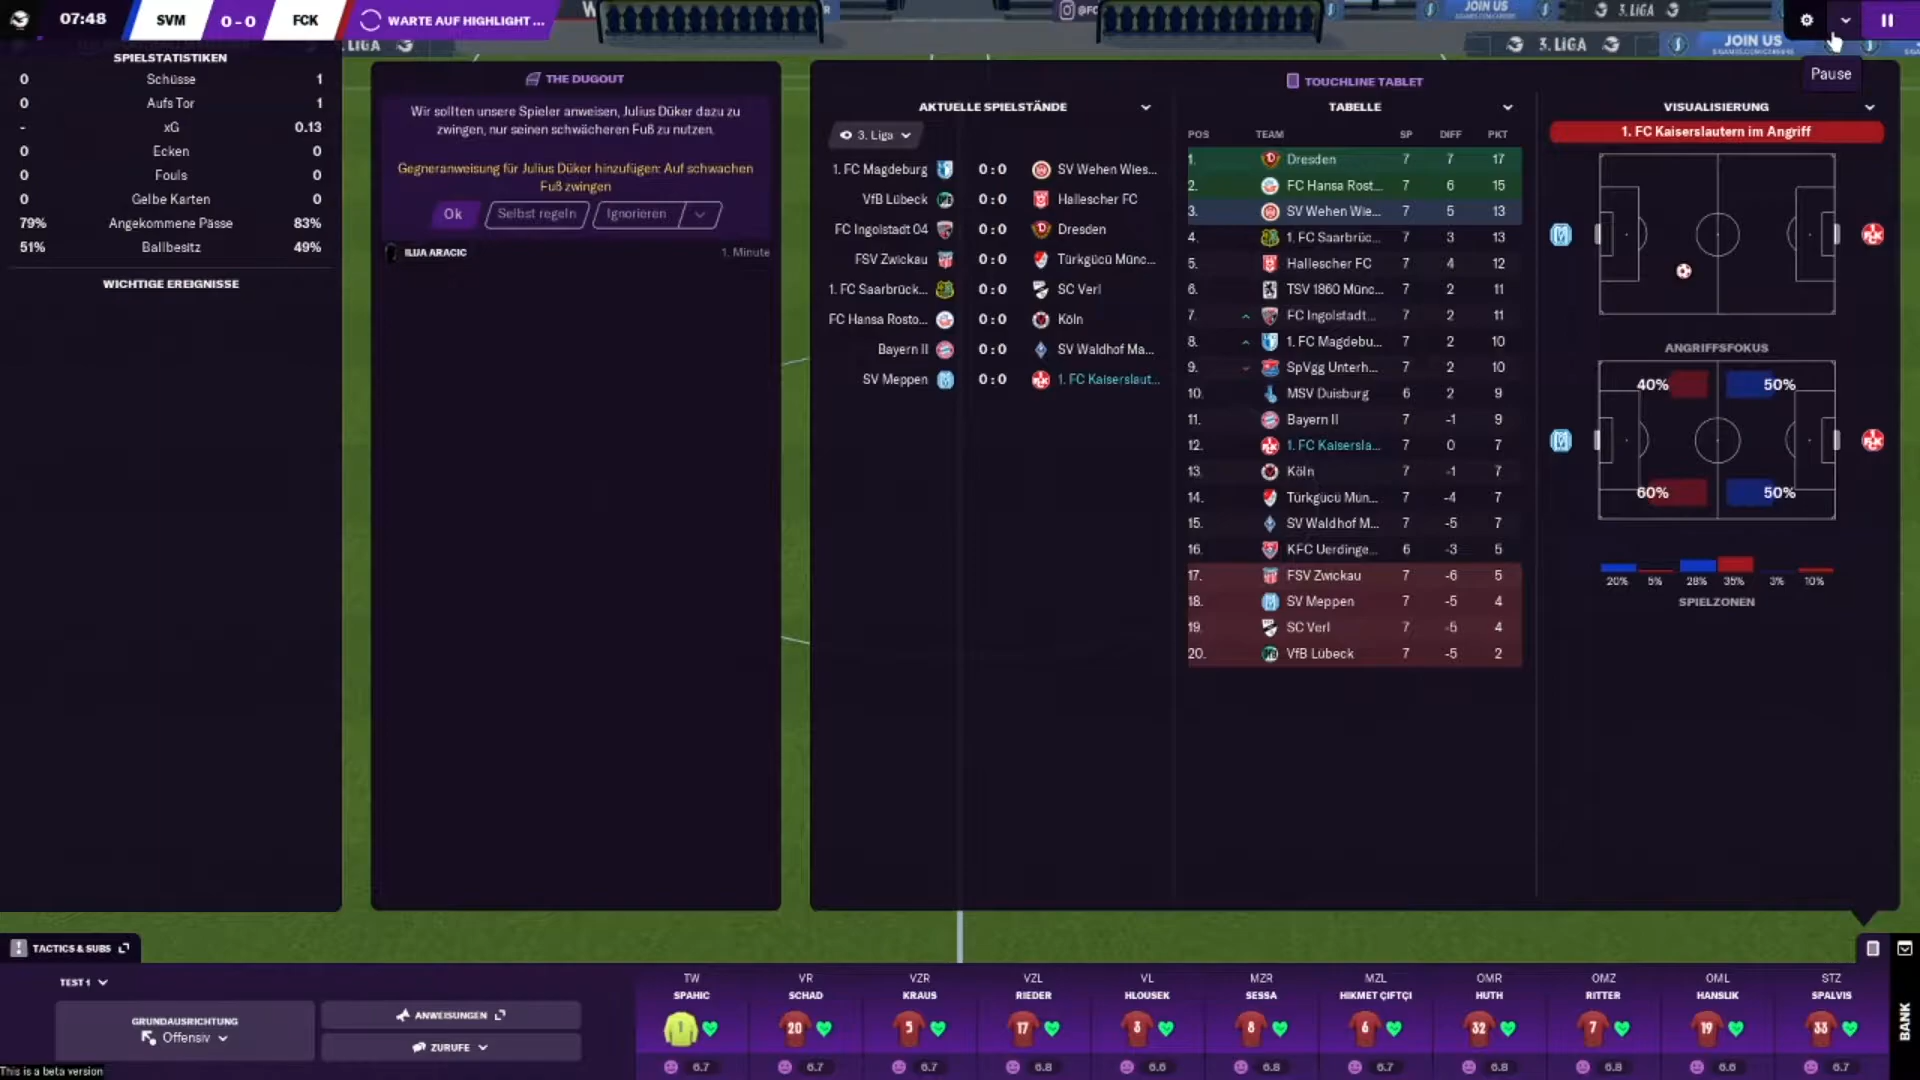 07:48 SVM 0 - 0 FCK WARTE AUF HIGHLIGHT ...
JOIN US
3. LIGA
LIGA
3. LIGA
JOIN US
Pause
SPIELSTATISTIKEN
0 Schüsse 1
0 Aufs Tor 1
- xG 0.13
0 Ecken 0
0 Fouls 0
0 Gelbe Karten 0
79% Angekommene Pässe 83%
51% Ballbesitz 49%
WICHTIGE EREIGNISSE
THE DUGOUT
Wir sollten unsere Spieler anweisen, Julius Düker dazu zu
zwingen, nur seinen schwächeren Fuß zu nutzen.
Gegneranweisung für Julius Düker hinzufügen: Auf schwachen
Fuß zwingen
Ok Selbst regeln Ignorieren
ILIJA ARACIC 1. Minute
TOUCHLINE TABLET
AKTUELLE SPIELSTÄNDE
3. Liga
1. FC Magdeburg 0 : 0 SV Wehen Wies...
VfB Lübeck 0 : 0 Hallescher FC
FC Ingolstadt 04 0 : 0 Dresden
FSV Zwickau 0 : 0 Türkgücü Münc...
1. FC Saarbrück... 0 : 0 SC Verl
FC Hansa Rosto... 0 : 0 Köln
Bayern II 0 : 0 SV Waldhof Ma...
SV Meppen 0 : 0 1. FC Kaiserslaut...
TABELLE
POS TEAM SP DIFF PKT
1. Dresden 7 7 17
2. FC Hansa Rost... 7 6 15
3. SV Wehen Wie... 7 5 13
4. 1. FC Saarbrüc... 7 3 13
5. Hallescher FC 7 4 12
6. TSV 1860 Münc... 7 2 11
7. FC Ingolstadt... 7 2 11
8. 1. FC Magdebu... 7 2 10
9. SpVgg Unterh... 7 2 10
10. MSV Duisburg 6 2 9
11. Bayern II 7 -1 9
12. 1. FC Kaisersla... 7 0 7
13. Köln 7 -1 7
14. Türkgücü Mün... 7 -4 7
15. SV Waldhof M... 7 -5 7
16. KFC Uerdinge... 6 -3 5
17. FSV Zwickau 7 -6 5
18. SV Meppen 7 -5 4
19. SC Verl 7 -5 4
20. VfB Lübeck 7 -5 2
VISUALISIERUNG
1. FC Kaiserslautern im Angriff
ANGRIFFSFOKUS
40% 50%
60% 50%
20% 5% 28% 35% 3% 10%
SPIELZONEN
TACTICS & SUBS
TEST 1
GRUNDAUSRICHTUNG
Offensiv
ANWEISUNGEN
ZURUFE
TW VR VZR VZL VL MZR MZL OMR OMZ OML STZ
SPAHIC SCHAD KRAUS RIEDER HLOUSEK SESSA HIKMET ÇIFTÇI HUTH RITTER HANSLIK SPALVIS
1 20 5 17 3 8 6 32 7 19 33
6.7 6.7 6.7 6.8 6.6 6.8 6.7 6.8 6.8 6.6 6.7
BANK
This is a beta version